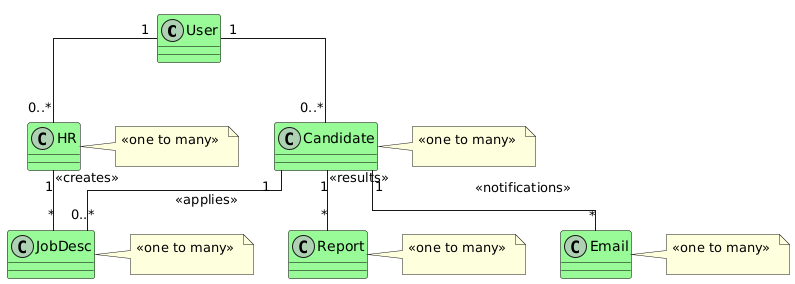 1
C User 1
0..*
0..*
C HR
«one to many»
C Candidate
«one to many»
«creates»
«results»
1
1
1
1
«notifications»
«applies»
*
0..*
*
*
C JobDesc
«one to many»
C Report
«one to many»
C Email
«one to many»